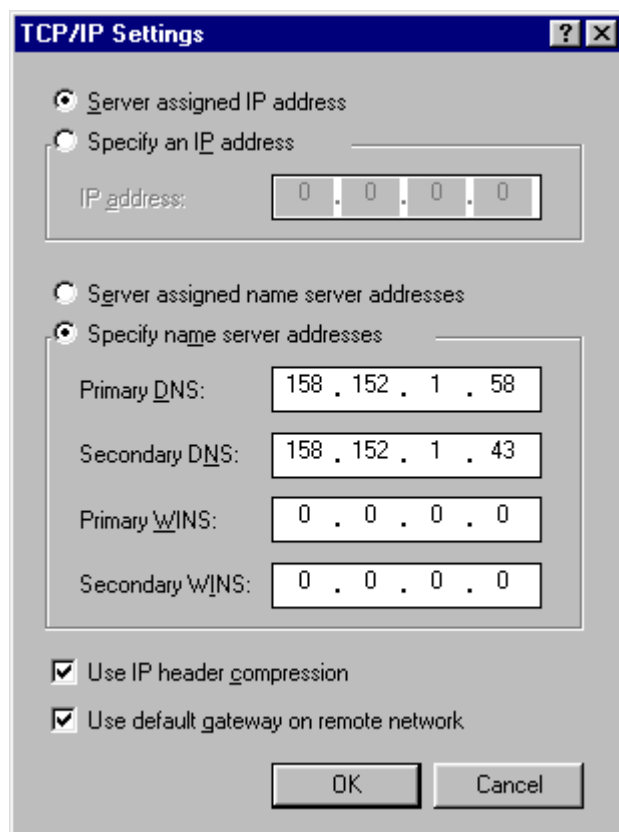 TCP/IP Settings
Server assigned IP address
Specify an IP address
IP address: 0 . 0 . 0 . 0
Server assigned name server addresses
Specify name server addresses
Primary DNS: 158 . 152 . 1 . 58
Secondary DNS: 158 . 152 . 1 . 43
Primary WINS: 0 . 0 . 0 . 0
Secondary WINS: 0 . 0 . 0 . 0
Use IP header compression
Use default gateway on remote network
OK Cancel